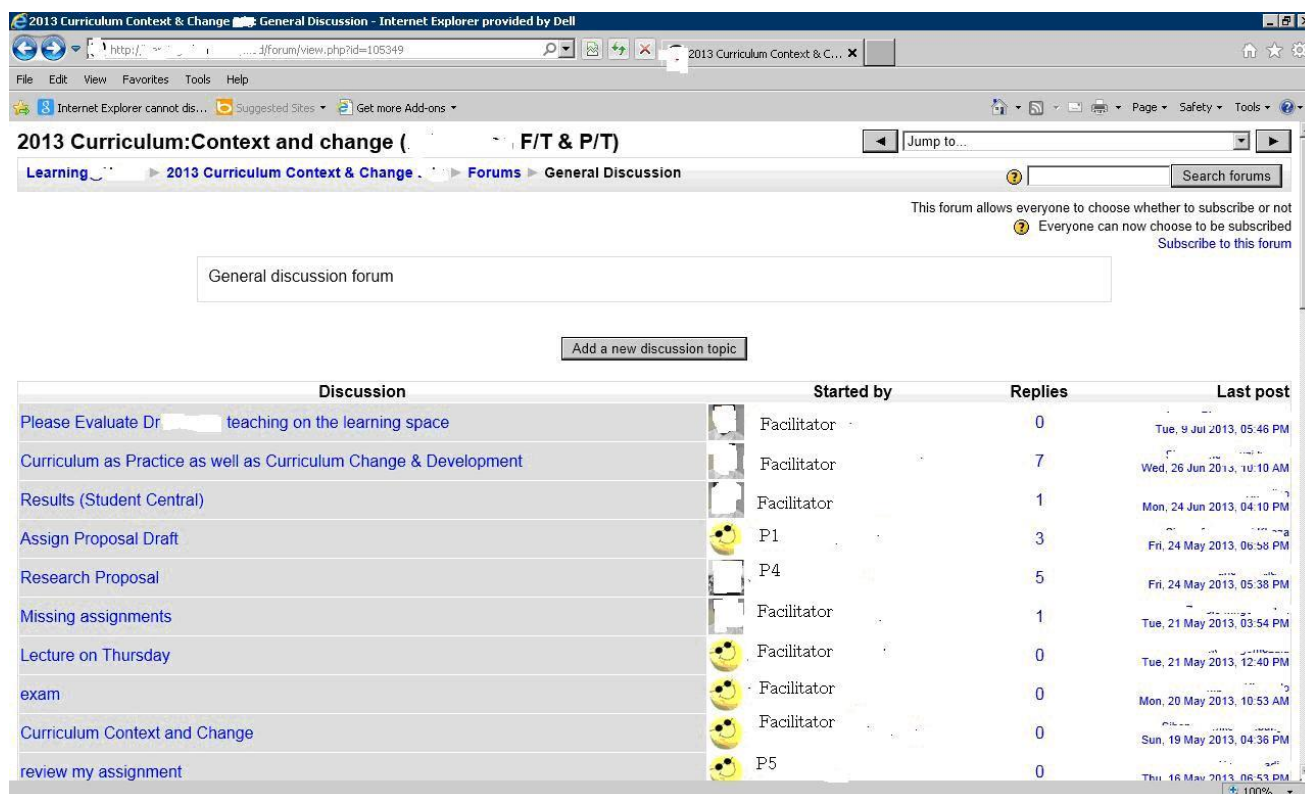 2013 Curriculum Context & Change : General Discussion - Internet Explorer provided by Dell
http:// d/forum/view.php?id=105349
2013 Curriculum Context & C...
File Edit View Favorites Tools Help
Internet Explorer cannot dis... Suggested Sites Get more Add-ons Page Safety Tools
2013 Curriculum:Context and change ( F/T & P/T) Jump to...
Learning 2013 Curriculum Context & Change Forums General Discussion Search forums
This forum allows everyone to choose whether to subscribe or not
Everyone can now choose to be subscribed
Subscribe to this forum
General discussion forum
Add a new discussion topic
Discussion Started by Replies Last post
Please Evaluate Dr teaching on the learning space Facilitator 0 Tue, 9 Jul 2013, 05:46 PM
Curriculum as Practice as well as Curriculum Change & Development Facilitator 7 Wed, 26 Jun 2013, 10:10 AM
Results (Student Central) Facilitator 1 Mon, 24 Jun 2013, 04:10 PM
Assign Proposal Draft P1 3 Fri, 24 May 2013, 06:58 PM
Research Proposal P4 5 Fri, 24 May 2013, 05:38 PM
Missing assignments Facilitator 1 Tue, 21 May 2013, 03:54 PM
Lecture on Thursday Facilitator 0 Tue, 21 May 2013, 12:40 PM
exam Facilitator 0 Mon, 20 May 2013, 10:53 AM
Curriculum Context and Change Facilitator 0 Sun, 19 May 2013, 04:36 PM
review my assignment P5 0 Thu, 16 May 2013, 06:53 PM
100%